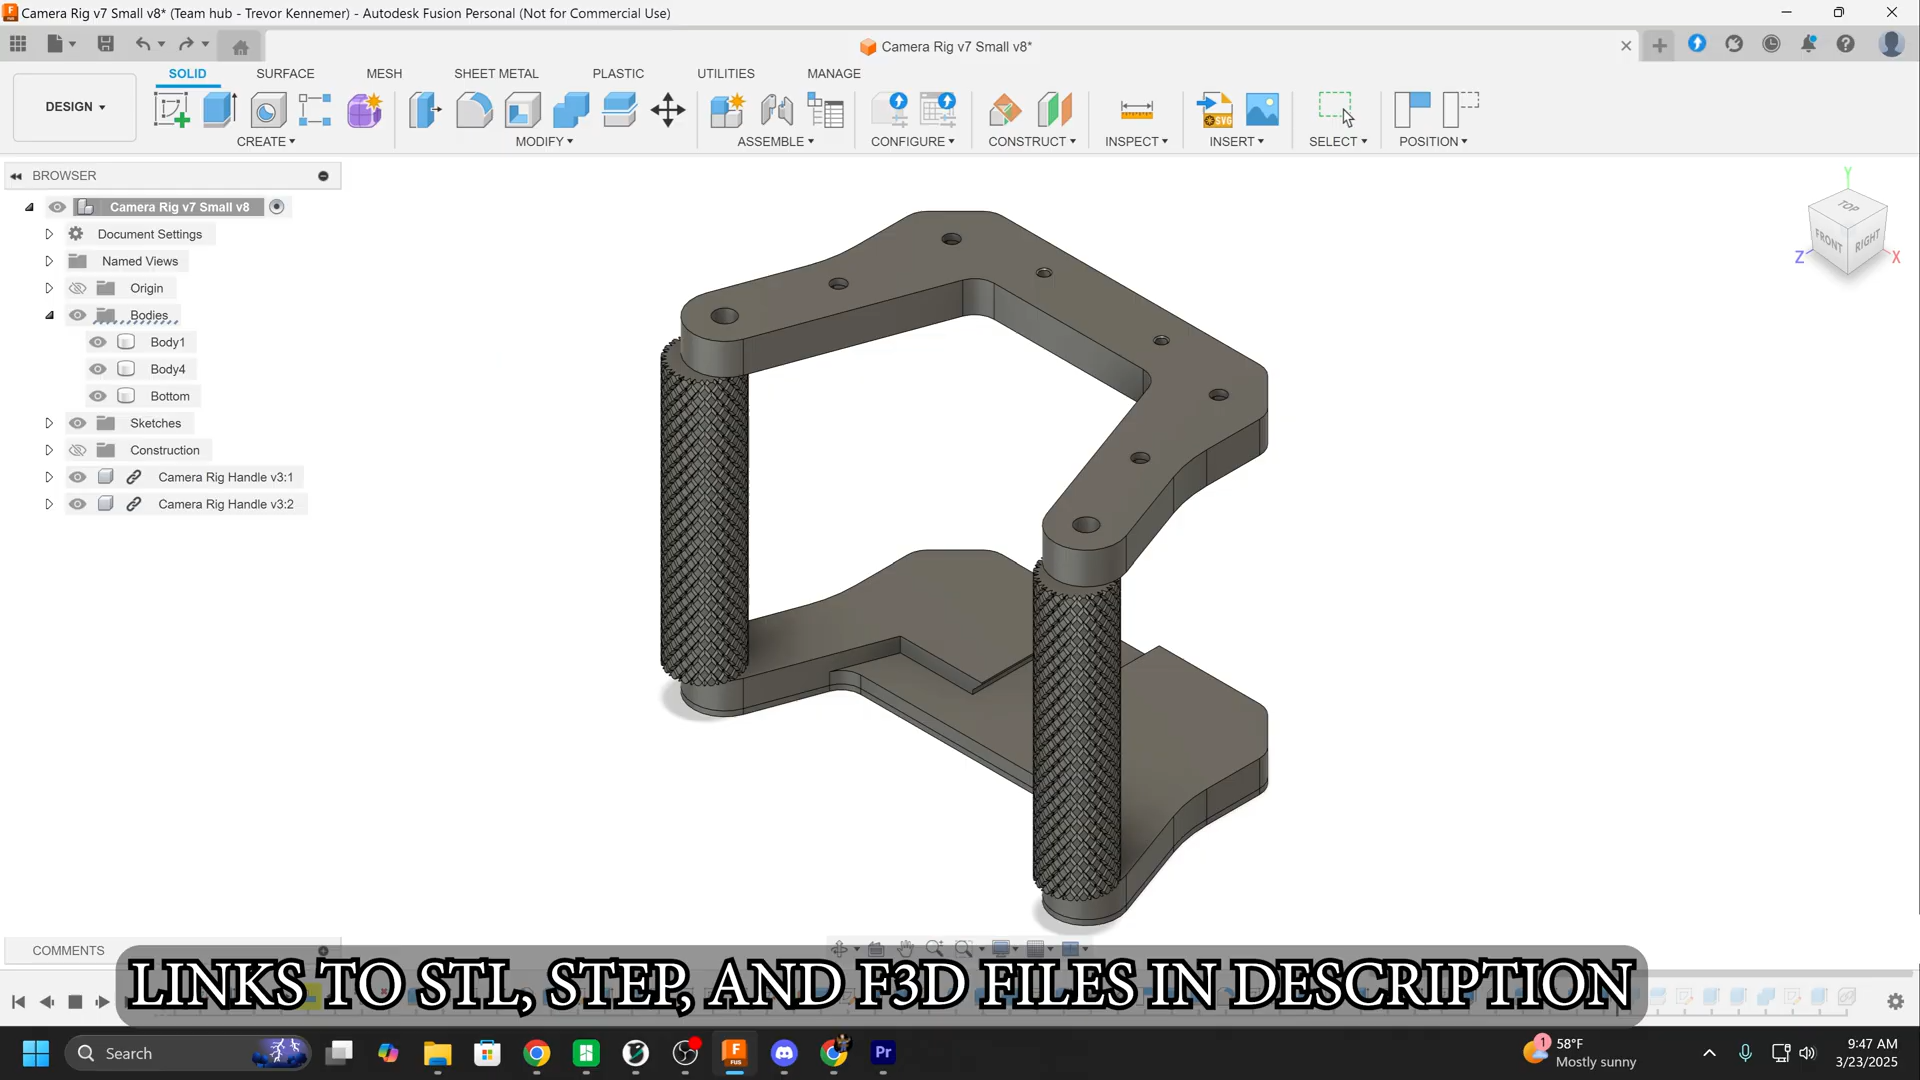 Camera Rig v7 Small v8* (Team hub - Trevor Kennemer) - Autodesk Fusion Personal (Not for Commercial Use)
Camera Rig v7 Small v8*
SOLID SURFACE MESH SHEET METAL PLASTIC UTILITIES MANAGE
DESIGN
SVG
CREATE MODIFY ASSEMBLE CONFIGURE CONSTRUCT INSPECT INSERT SELECT POSITION
BROWSER
Camera Rig v7 Small v8
Document Settings
Named Views
Origin
Bodies
Body1
Body4
Bottom
Sketches
Construction
Camera Rig Handle v3:1
Camera Rig Handle v3:2
Y
TOP
FRONT
RIGHT
Z
X
COMMENTS
LINKS TO STL, STEP, AND F3D FILES IN DESCRIPTION
Search
F
FUS
Pr
1
58°F
Mostly sunny
9:47 AM
3/23/2025